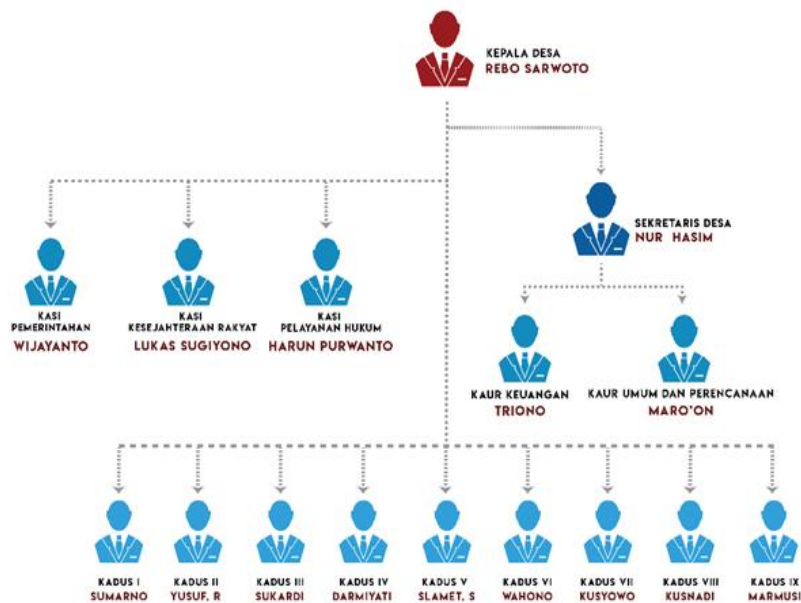 KEPALA DESA
REBO SARWOTO
SEKRETARIS DESA
NUR HASIM
KASI
PEMERINTAHAN
WIJAYANTO
KASI
KESEJAHTERAAN RAKYAT
LUKAS SUGIYONO
KASI
PELAYANAN HUKUM
HARUN PURWANTO
KAUR KEUANGAN
TRIONO
KAUR UMUM DAN PERENCANAAN
MARO'ON
KADUS I
SUMARNO
KADUS II
YUSUF. R
KADUS III
SUKARDI
KADUS IV
DARMIYATI
KADUS V
SLAMET. S
KADUS VI
WAHONO
KADUS VII
KUSYOWO
KADUS VIII
KUSNADI
KADUS IX
MARMUSI